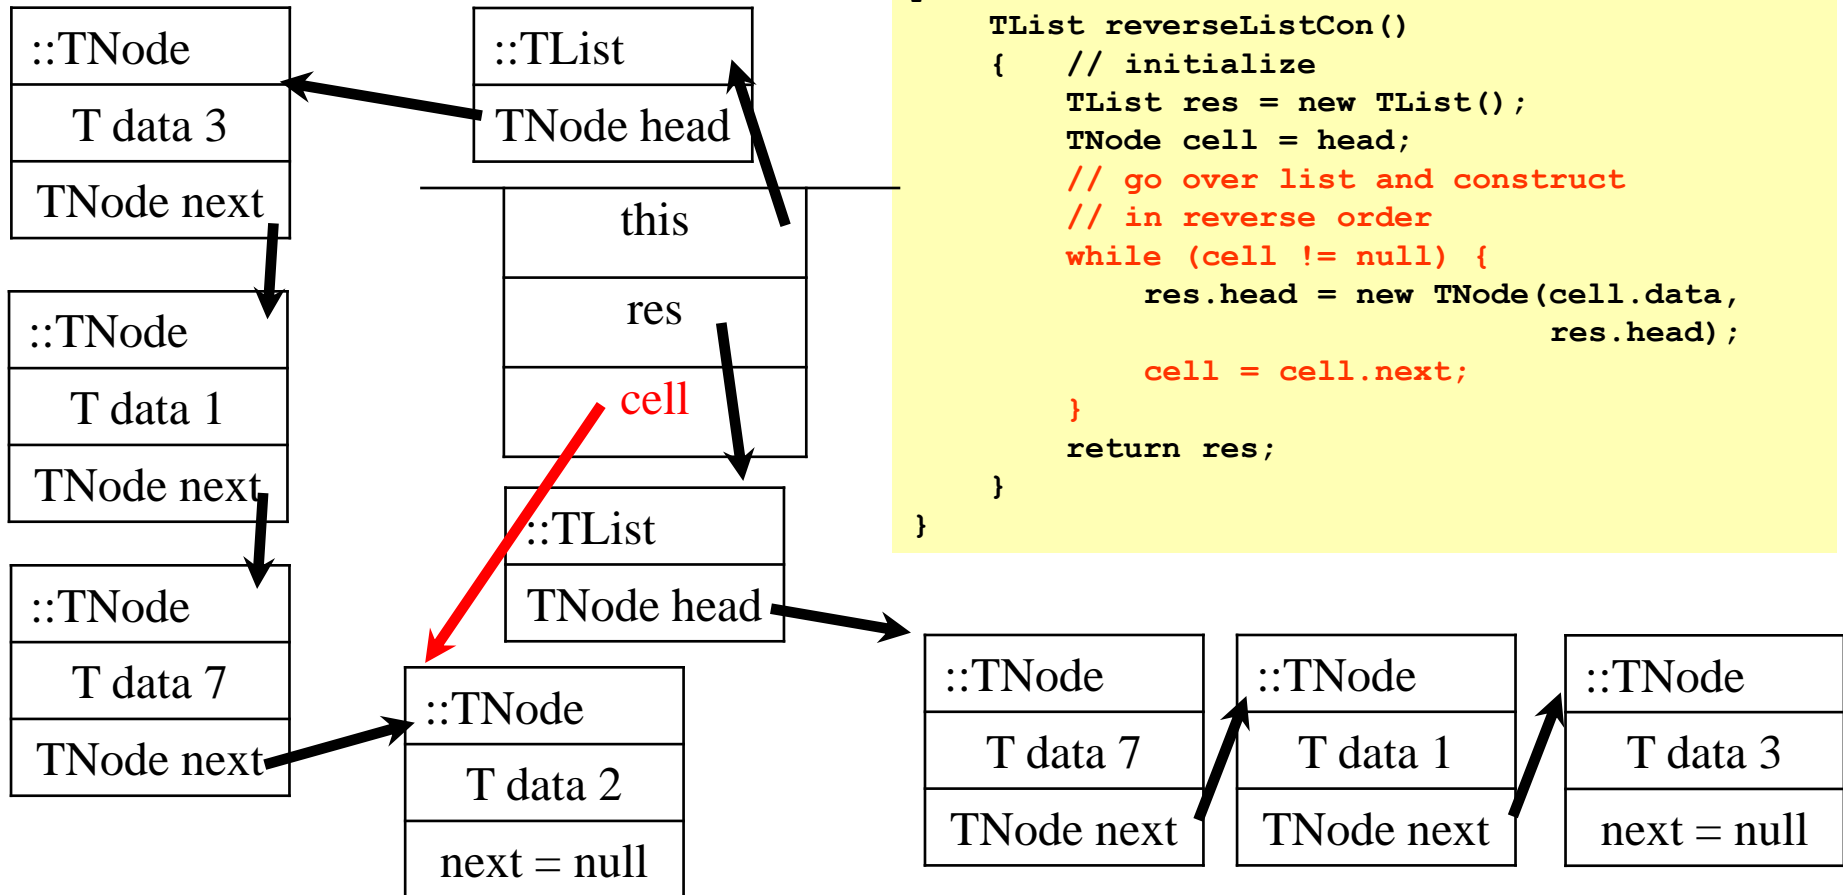 ::TNode
T data 3
TNode next
::TNode
T data 1
TNode next
::TNode
T data 7
TNode next
::TList
TNode head
this
res
cell
::TList
TNode head
::TNode
T data 2
next = null
TList reverseListCon()
{ // initialize
TList res = new TList();
TNode cell = head;
// go over list and construct
// in reverse order
while (cell != null) {
res.head = new TNode(cell.data,
res.head);
cell = cell.next;
}
return res;
}
}
::TNode
T data 7
TNode next
::TNode
T data 1
TNode next
::TNode
T data 3
next = null